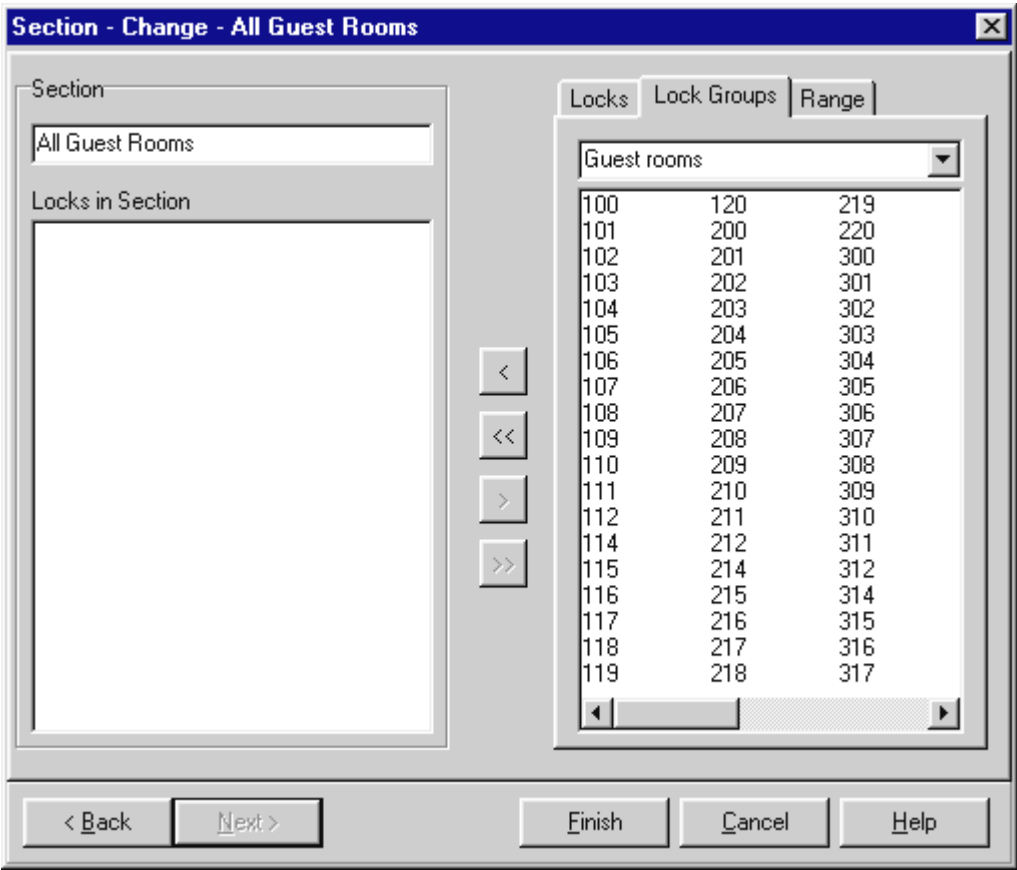 Section - Change - All Guest Rooms
Section
All Guest Rooms
Locks in Section
<
<<
>
>>
Locks Lock Groups Range
Guest rooms
100 120 219
101 200 220
102 201 300
103 202 301
104 203 302
105 204 303
106 205 304
107 206 305
108 207 306
109 208 307
110 209 308
111 210 309
112 211 310
114 212 311
115 214 312
116 215 314
117 216 315
118 217 316
119 218 317
< Back Next > Finish Cancel Help